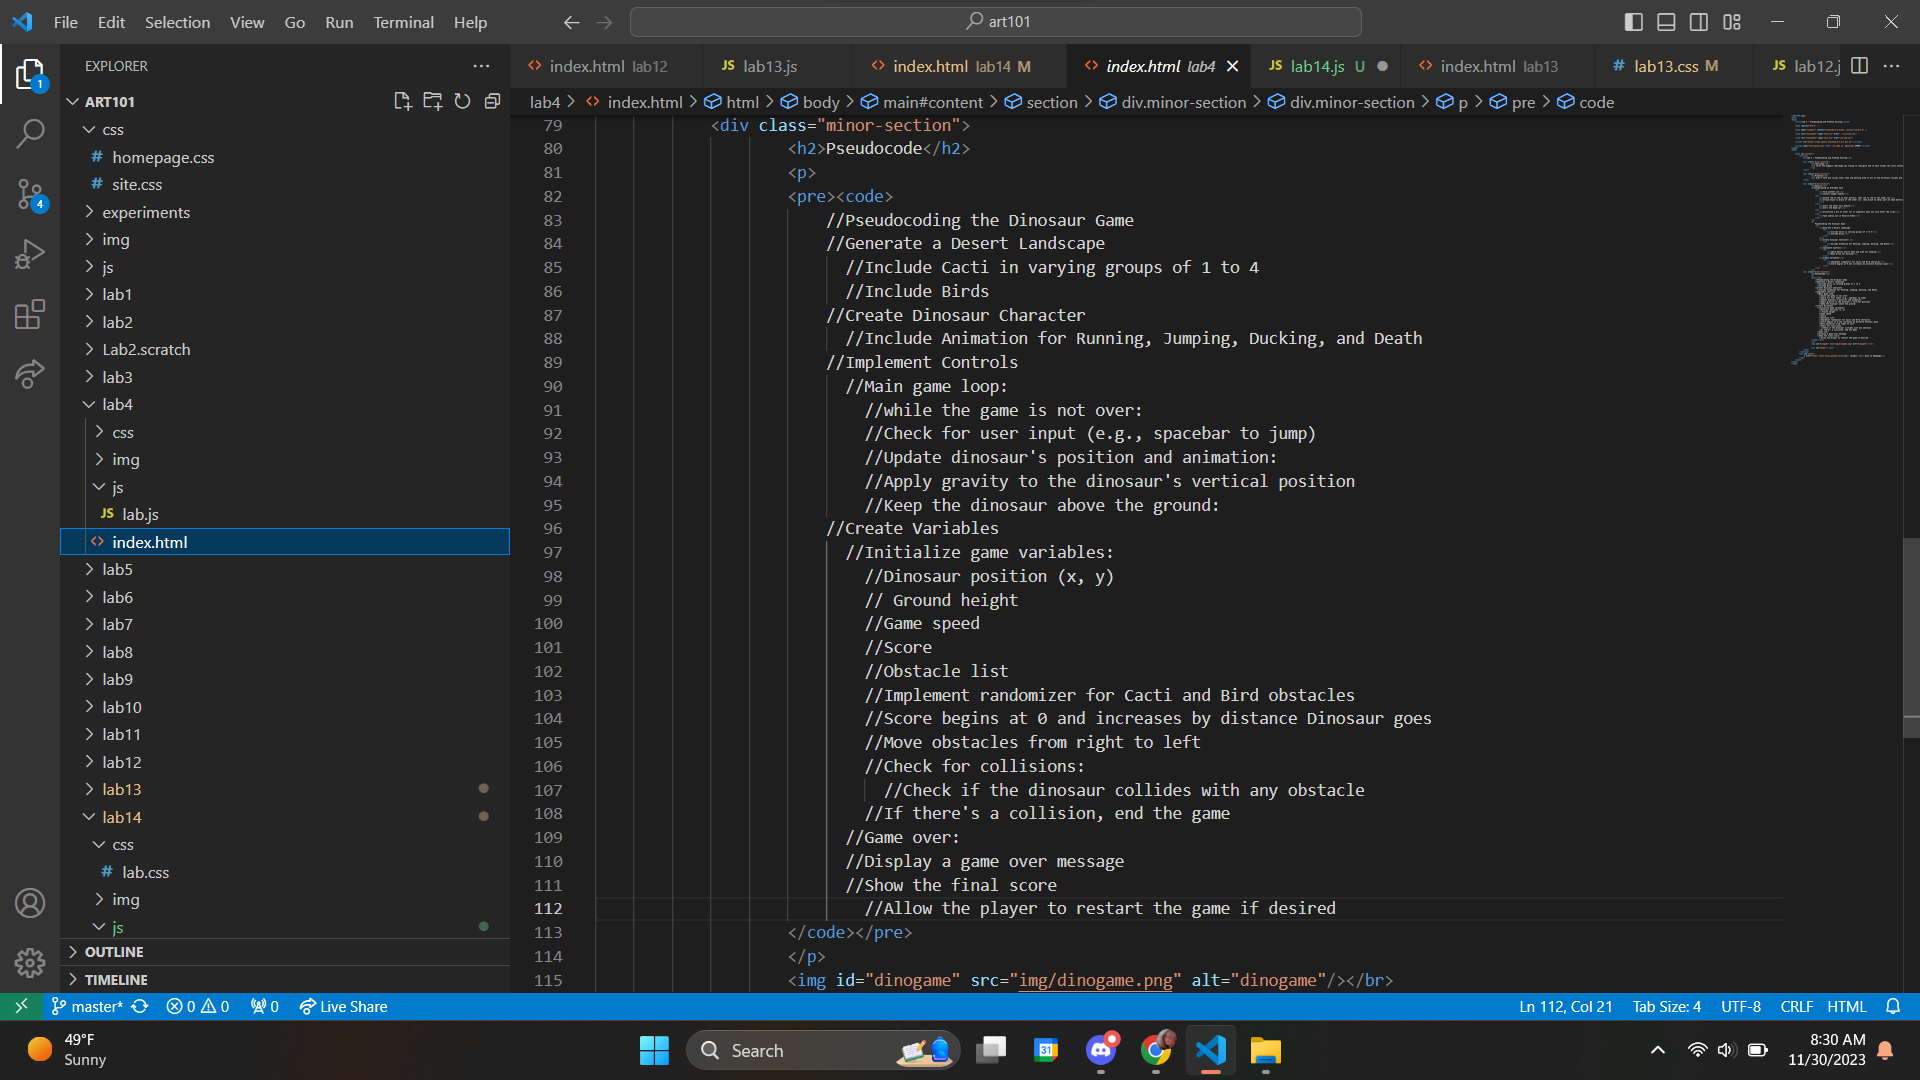 File Edit Selection View Go Run Terminal Help
art101
EXPLORER
index.html lab12
lab13.js
index.html lab14 M
index.html lab4
lab14.js U
index.html lab13
lab13.css M
lab12.j
ART101
lab4 > index.html > html > body > main#content > section > div.minor-section > div.minor-section > p > pre > code
css
homepage.css
site.css
experiments
img
js
lab1
lab2
Lab2.scratch
lab3
lab4
css
img
js
lab.js
index.html
lab5
lab6
lab7
lab8
lab9
lab10
lab11
lab12
lab13
lab14
css
lab.css
img
js
OUTLINE
TIMELINE
79 <div class="minor-section">
80 <h2>Pseudocode</h2>
81 <p>
82 <pre><code>
83 //Pseudocoding the Dinosaur Game
84 //Generate a Desert Landscape
85 //Include Cacti in varying groups of 1 to 4
86 //Include Birds
87 //Create Dinosaur Character
88 //Include Animation for Running, Jumping, Ducking, and Death
89 //Implement Controls
90 //Main game loop:
91 //while the game is not over:
92 //Check for user input (e.g., spacebar to jump)
93 //Update dinosaur's position and animation:
94 //Apply gravity to the dinosaur's vertical position
95 //Keep the dinosaur above the ground:
96 //Create Variables
97 //Initialize game variables:
98 //Dinosaur position (x, y)
99 // Ground height
100 //Game speed
101 //Score
102 //Obstacle list
103 //Implement randomizer for Cacti and Bird obstacles
104 //Score begins at 0 and increases by distance Dinosaur goes
105 //Move obstacles from right to left
106 //Check for collisions:
107 //Check if the dinosaur collides with any obstacle
108 //If there's a collision, end the game
109 //Game over:
110 //Display a game over message
111 //Show the final score
112 //Allow the player to restart the game if desired
113 </code></pre>
114 </p>
115 <img id="dinogame" src="img/dinogame.png" alt="dinogame"/></br>
master* 0 0 0 Live Share
Ln 112, Col 21 Tab Size: 4 UTF-8 CRLF HTML
49°F
Sunny
Search
31
8:30 AM
11/30/2023
1
4